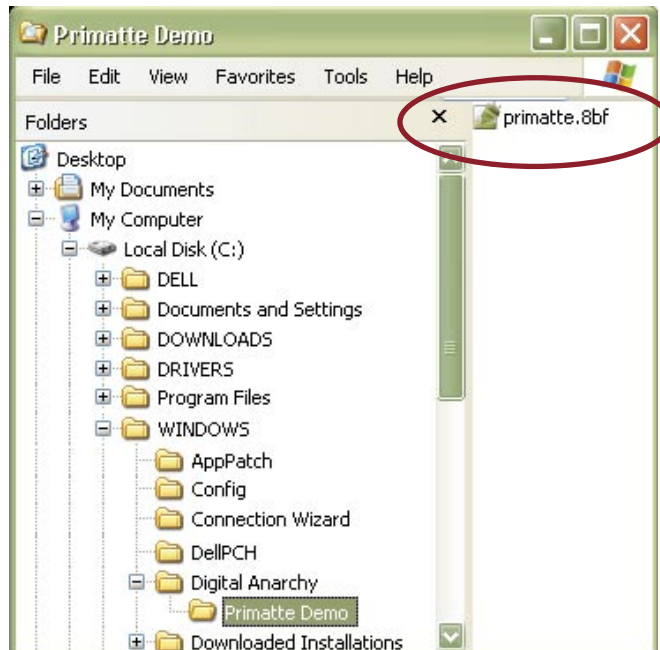 Primatte Demo
File Edit View Favorites Tools Help
Folders
primatte.8bf
Desktop
My Documents
My Computer
Local Disk (C:)
DELL
Documents and Settings
DOWNLOADS
DRIVERS
Program Files
WINDOWS
AppPatch
Config
Connection Wizard
DellPCH
Digital Anarchy
Primatte Demo
Downloaded Installations